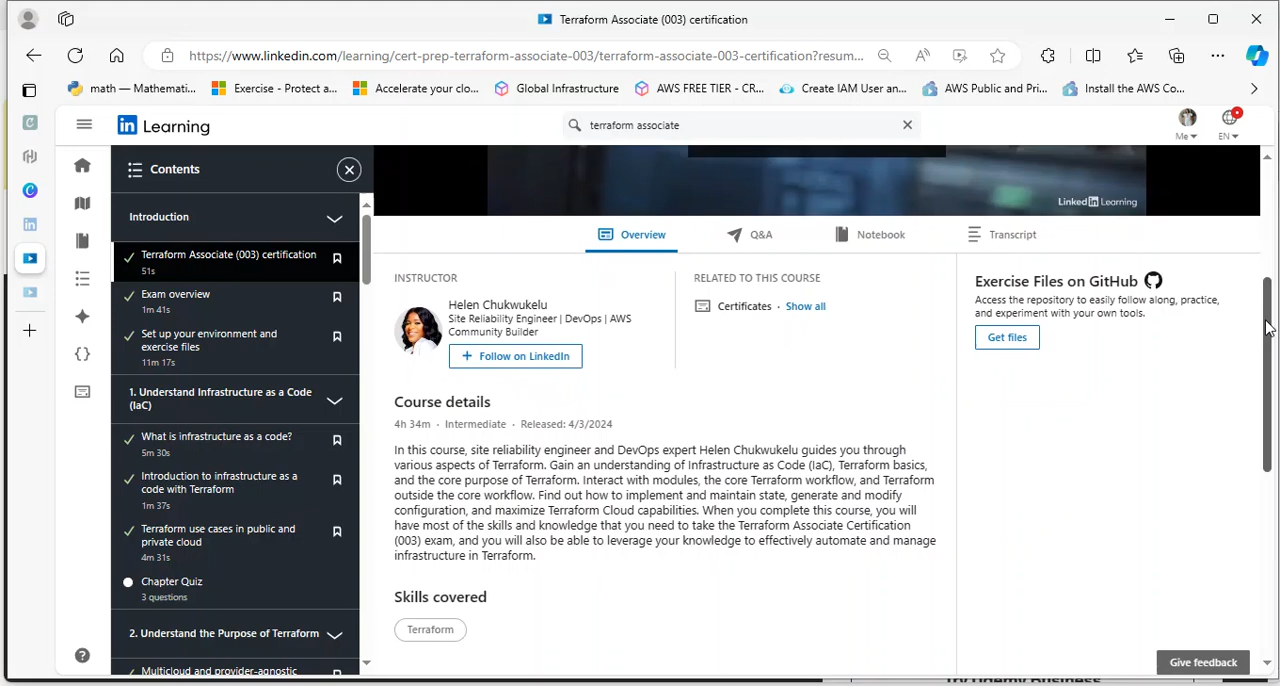 Terraform Associate (003) certification
https://www.linkedin.com/learning/cert-prep-terraform-associate-003/terraform-associate-003-certification?resum...
math — Mathemati...
Exercise - Protect a...
Accelerate your clo...
Global Infrastructure
AWS FREE TIER - CR...
Create IAM User an...
AWS Public and Pri...
Install the AWS Co...
in Learning
terraform associate
Me
EN
Contents
LinkedIn Learning
Introduction
Terraform Associate (003) certification
51s
Exam overview
1m 41s
Set up your environment and
exercise files
11m 17s
1. Understand Infrastructure as a Code
(IaC)
What is infrastructure as a code?
5m 30s
Introduction to infrastructure as a
code with Terraform
1m 37s
Terraform use cases in public and
private cloud
4m 31s
Chapter Quiz
3 questions
2. Understand the Purpose of Terraform
Multicloud and provider-agnostic
Overview
Q&A
Notebook
Transcript
INSTRUCTOR
Helen Chukwukelu
Site Reliability Engineer | DevOps | AWS
Community Builder
+ Follow on LinkedIn
RELATED TO THIS COURSE
Certificates · Show all
Exercise Files on GitHub
Access the repository to easily follow along, practice,
and experiment with your own tools.
Get files
Course details
4h 34m · Intermediate · Released: 4/3/2024
In this course, site reliability engineer and DevOps expert Helen Chukwukelu guides you through
various aspects of Terraform. Gain an understanding of Infrastructure as Code (IaC), Terraform basics,
and the core purpose of Terraform. Interact with modules, the core Terraform workflow, and Terraform
outside the core workflow. Find out how to implement and maintain state, generate and modify
configuration, and maximize Terraform Cloud capabilities. When you complete this course, you will
have most of the skills and knowledge that you need to take the Terraform Associate Certification
(003) exam, and you will also be able to leverage your knowledge to effectively automate and manage
infrastructure in Terraform.
Skills covered
Terraform
Give feedback